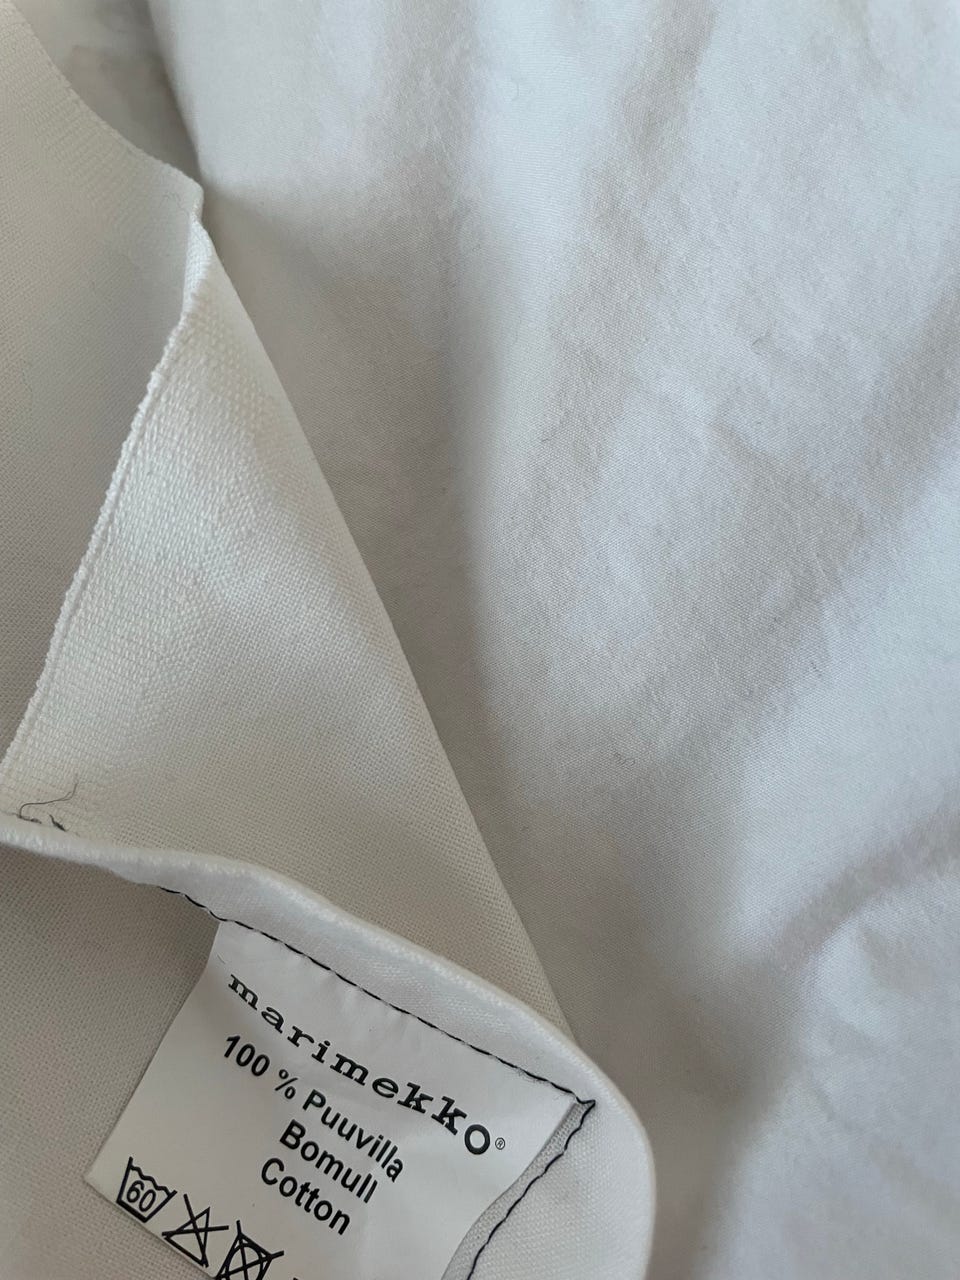 marimekko®
100 % Puuvilla
Bomull
Cotton
60